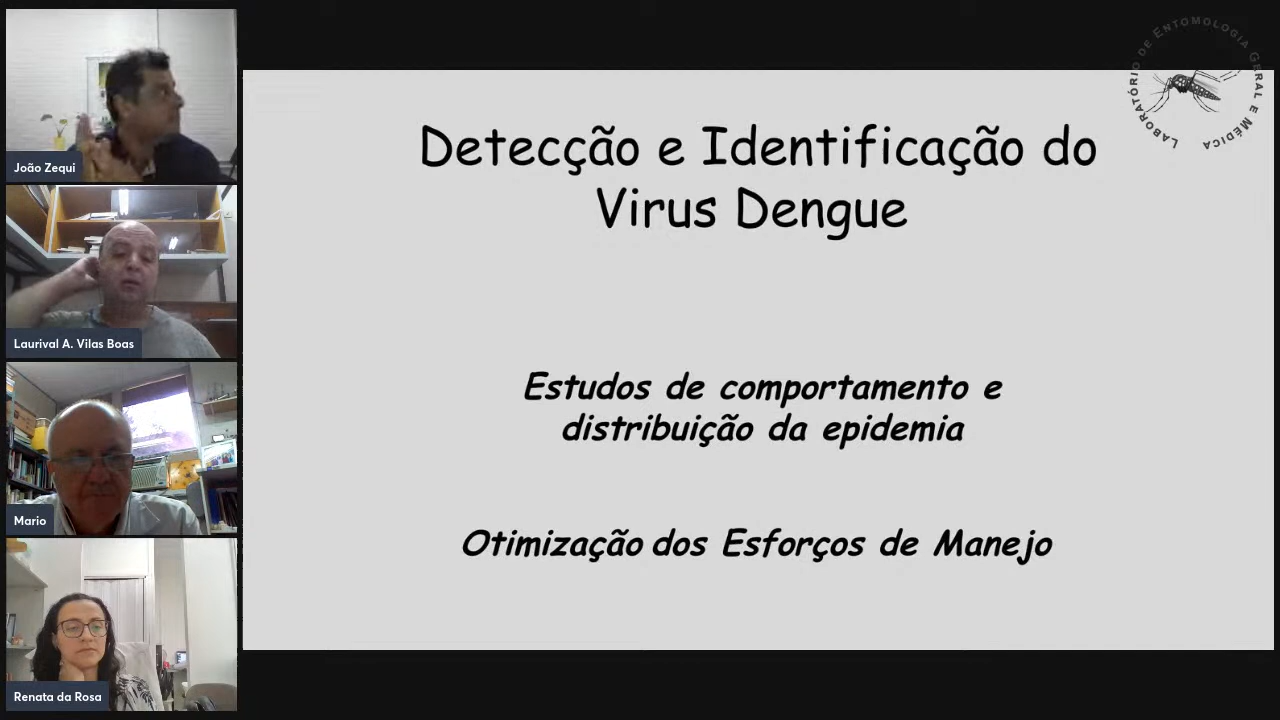 João Zequi
Laurival A. Vilas Boas
Mario
Renata da Rosa
LABORATÓRIO DE ENTOMOLOGIA GERAL E MÉDICA
Detecção e Identificação do
Virus Dengue
Estudos de comportamento e
distribuição da epidemia
Otimização dos Esforços de Manejo